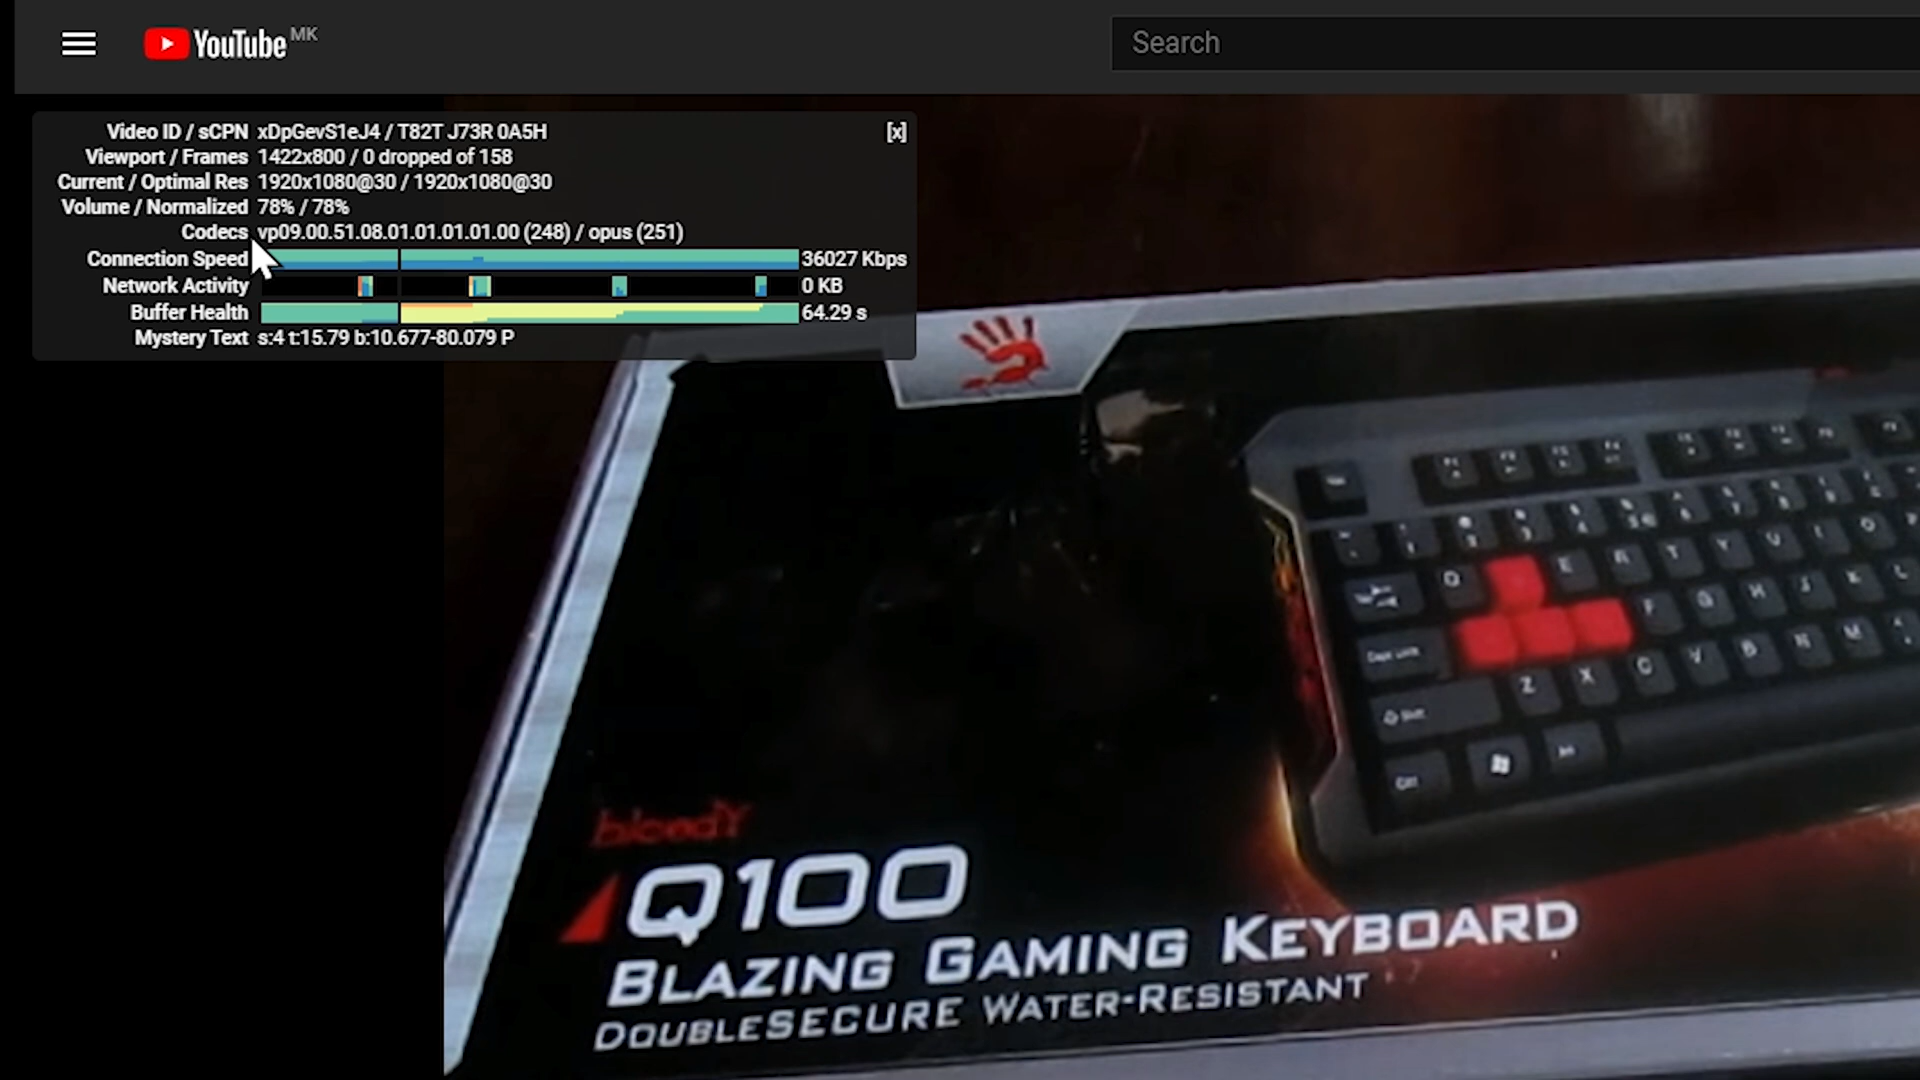 YouTube MK
Search
Video ID / sCPN xDpGevS1eJ4 / T82T J73R 0A5H [x]
Viewport / Frames 1422x800 / 0 dropped of 158
Current / Optimal Res 1920x1080@30 / 1920x1080@30
Volume / Normalized 78% / 78%
Codecs vp09.00.51.08.01.01.01.01.00 (248) / opus (251)
Connection Speed 36027 Kbps
Network Activity 0 KB
Buffer Health 64.29 s
Mystery Text s:4 t:15.79 b:10.677-80.079 P
bloody
Q100
BLAZING GAMING KEYBOARD
DOUBLESECURE WATER-RESISTANT